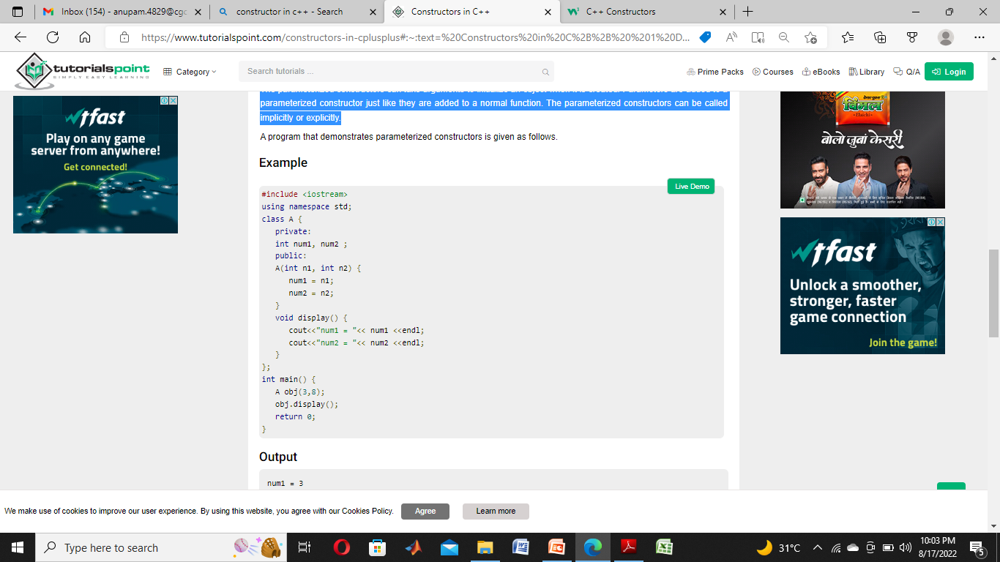 Inbox (154) - anupam.4829@cgc
constructor in c++ - Search
Constructors in C++
C++ Constructors
https://www.tutorialspoint.com/constructors-in-cplusplus#:~:text=%20Constructors%20in%20C%2B%2B%20%201%20D...
tutorialspoint
SIMPLY EASY LEARNING
Category
Search tutorials ...
Prime Packs
Courses
eBooks
Library
Q/A
Login
wtfast
Play on any game
server from anywhere!
Get connected!
parameterized constructor just like they are added to a normal function. The parameterized constructors can be called
implicitly or explicitly.
A program that demonstrates parameterized constructors is given as follows.
Example
Live Demo
#include <iostream>
using namespace std;
class A {
private:
int num1, num2 ;
public:
A(int n1, int n2) {
num1 = n1;
num2 = n2;
}
void display() {
cout<<"num1 = "<< num1 <<endl;
cout<<"num2 = "<< num2 <<endl;
}
};
int main() {
A obj(3,8);
obj.display();
return 0;
}
Output
num1 = 3
विमल
Elaichi
बोलो ज़ुबां केसरी
wtfast
Unlock a smoother,
stronger, faster
game connection
Join the game!
We make use of cookies to improve our user experience. By using this website, you agree with our Cookies Policy.
Agree
Learn more
Type here to search
31°C
10:03 PM
8/17/2022
5